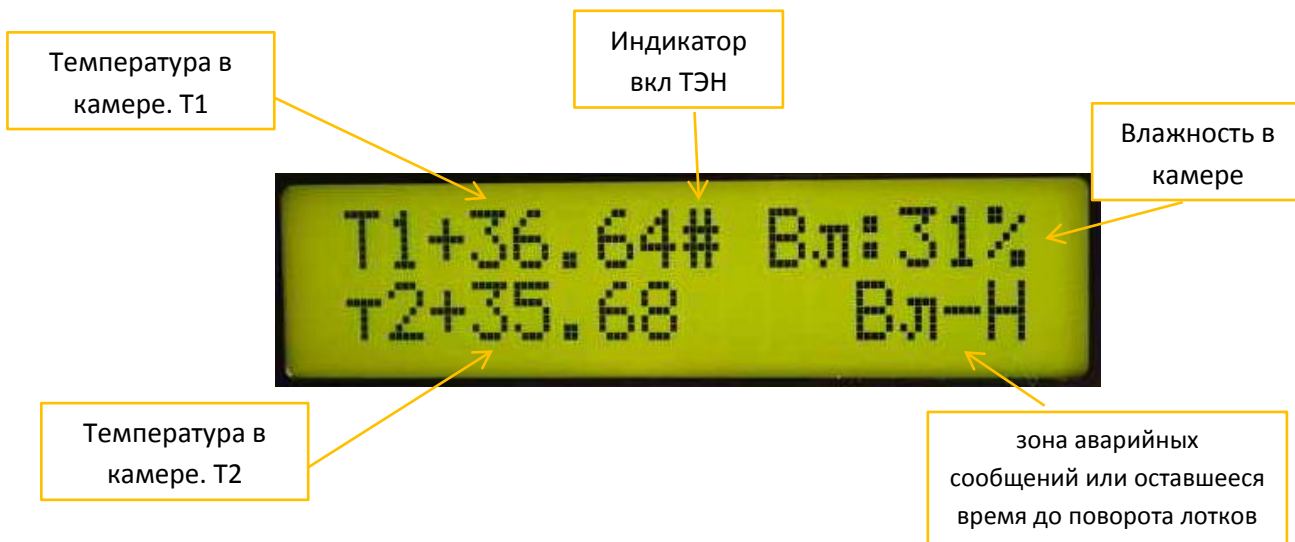 Индикатор
вкл ТЭН
Температура в
камере. Т1
Влажность в
камере
Т1+36.64# Вл:31%
т2+35.68 Вл-Н
Температура в
камере. Т2
зона аварийных
сообщений или оставшееся
время до поворота лотков